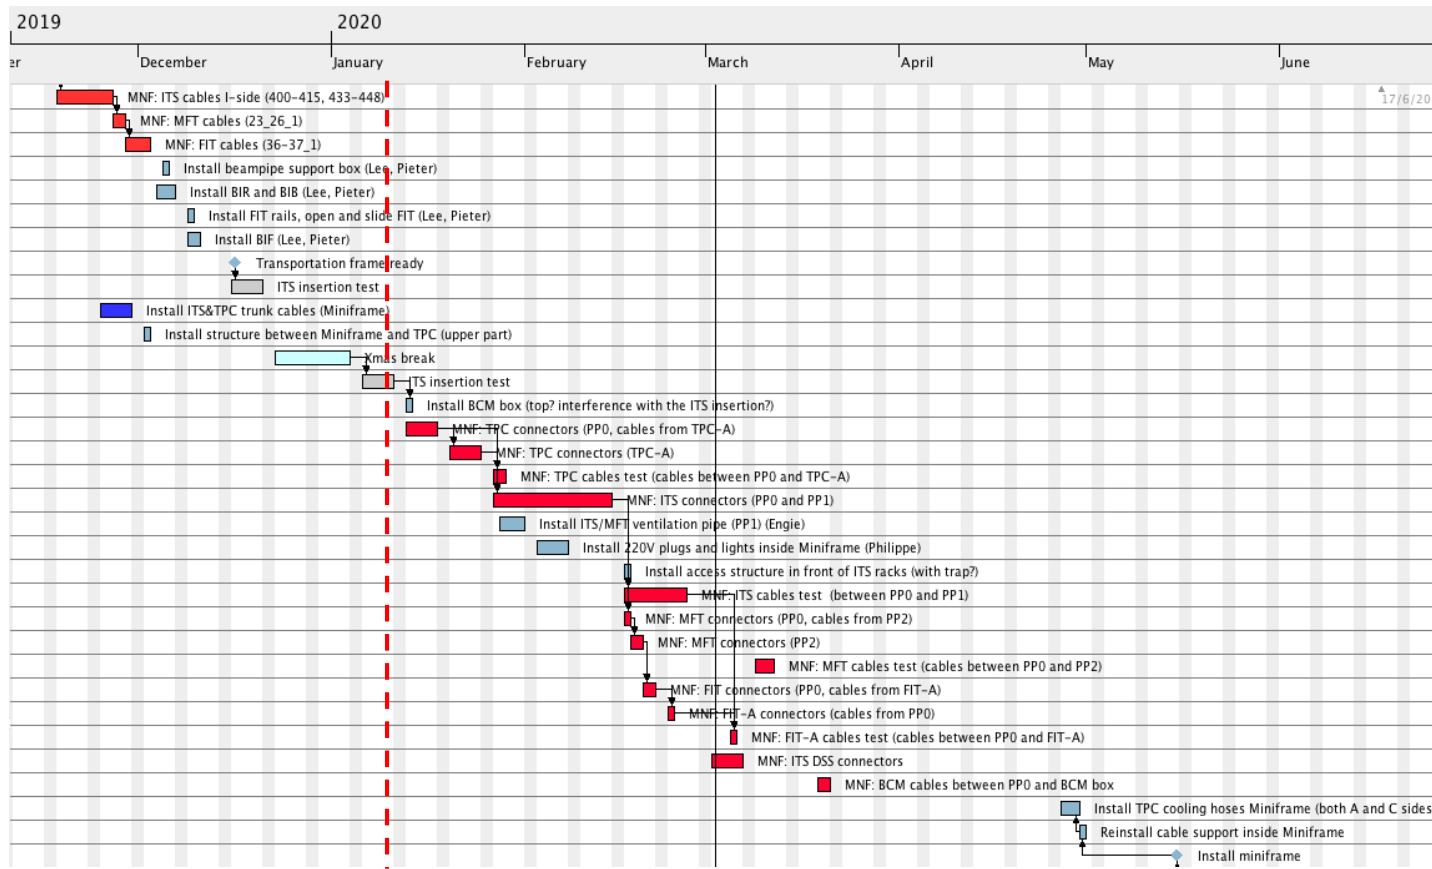 2019 2020
er December January February March April May June
MNF: ITS cables I-side (400-415, 433-448)
17/6/20
MNF: MFT cables (23_26_1)
MNF: FIT cables (36-37_1)
Install beampipe support box (Lee, Pieter)
Install BIR and BIB (Lee, Pieter)
Install FIT rails, open and slide FIT (Lee, Pieter)
Install BIF (Lee, Pieter)
Transportation frame ready
ITS insertion test
Install ITS&TPC trunk cables (Miniframe)
Install structure between Miniframe and TPC (upper part)
Xmas break
ITS insertion test
Install BCM box (top? interference with the ITS insertion?)
MNF: TPC connectors (PP0, cables from TPC-A)
MNF: TPC connectors (TPC-A)
MNF: TPC cables test (cables between PP0 and TPC-A)
MNF: ITS connectors (PP0 and PP1)
Install ITS/MFT ventilation pipe (PP1) (Engie)
Install 220V plugs and lights inside Miniframe (Philippe)
Install access structure in front of ITS racks (with trap?)
MNF: ITS cables test (between PP0 and PP1)
MNF: MFT connectors (PP0, cables from PP2)
MNF: MFT connectors (PP2)
MNF: MFT cables test (cables between PP0 and PP2)
MNF: FIT connectors (PP0, cables from FIT-A)
MNF: FIT-A connectors (cables from PP0)
MNF: FIT-A cables test (cables between PP0 and FIT-A)
MNF: ITS DSS connectors
MNF: BCM cables between PP0 and BCM box
Install TPC cooling hoses Miniframe (both A and C sides
Reinstall cable support inside Miniframe
Install miniframe